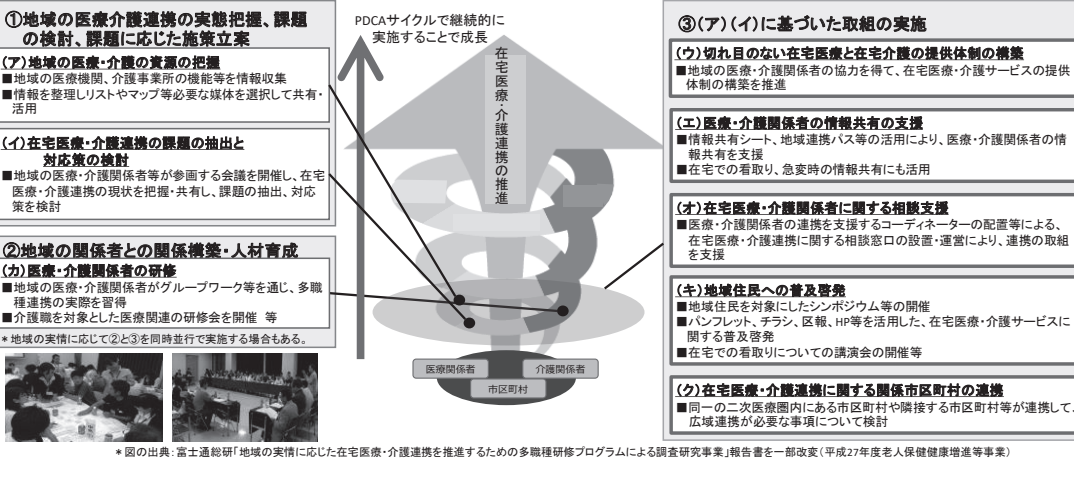 ①地域の医療介護連携の実態把握、課題
の検討、課題に応じた施策立案
(ア)地域の医療・介護の資源の把握
■地域の医療機関、介護事業所の機能等を情報収集
■情報を整理しリストやマップ等必要な媒体を選択して共有・
活用
(イ)在宅医療・介護連携の課題の抽出と
対応策の検討
■地域の医療・介護関係者等が参画する会議を開催し、在宅
医療・介護連携の現状を把握・共有し、課題の抽出、対応
策を検討
②地域の関係者との関係構築・人材育成
(カ)医療・介護関係者の研修
■地域の医療・介護関係者がグループワーク等を通じ、多職
種連携の実際を習得
■介護職を対象とした医療関連の研修会を開催 等
*地域の実情に応じて②と③を同時並行で実施する場合もある。
PDCAサイクルで継続的に
実施することで成長
在宅医療・介護連携の推進
医療関係者
介護関係者
市区町村
③(ア)(イ)に基づいた取組の実施
(ウ)切れ目のない在宅医療と在宅介護の提供体制の構築
■地域の医療・介護関係者の協力を得て、在宅医療・介護サービスの提供
体制の構築を推進
(エ)医療・介護関係者の情報共有の支援
■情報共有シート、地域連携パス等の活用により、医療・介護関係者の情
報共有を支援
■在宅での看取り、急変時の情報共有にも活用
(オ)在宅医療・介護関係者に関する相談支援
■医療・介護関係者の連携を支援するコーディネーターの配置等による、
在宅医療・介護連携に関する相談窓口の設置・運営により、連携の取組
を支援
(キ)地域住民への普及啓発
■地域住民を対象にしたシンポジウム等の開催
■パンフレット、チラシ、区報、HP等を活用した、在宅医療・介護サービスに
関する普及啓発
■在宅での看取りについての講演会の開催等
(ク)在宅医療・介護連携に関する関係市区町村の連携
■同一の二次医療圏内にある市区町村や隣接する市区町村等が連携して、
広域連携が必要な事項について検討
*図の出典:富士通総研「地域の実情に応じた在宅医療・介護連携を推進するための多職種研修プログラムによる調査研究事業」報告書を一部改変(平成27年度老人保健健康増進等事業)